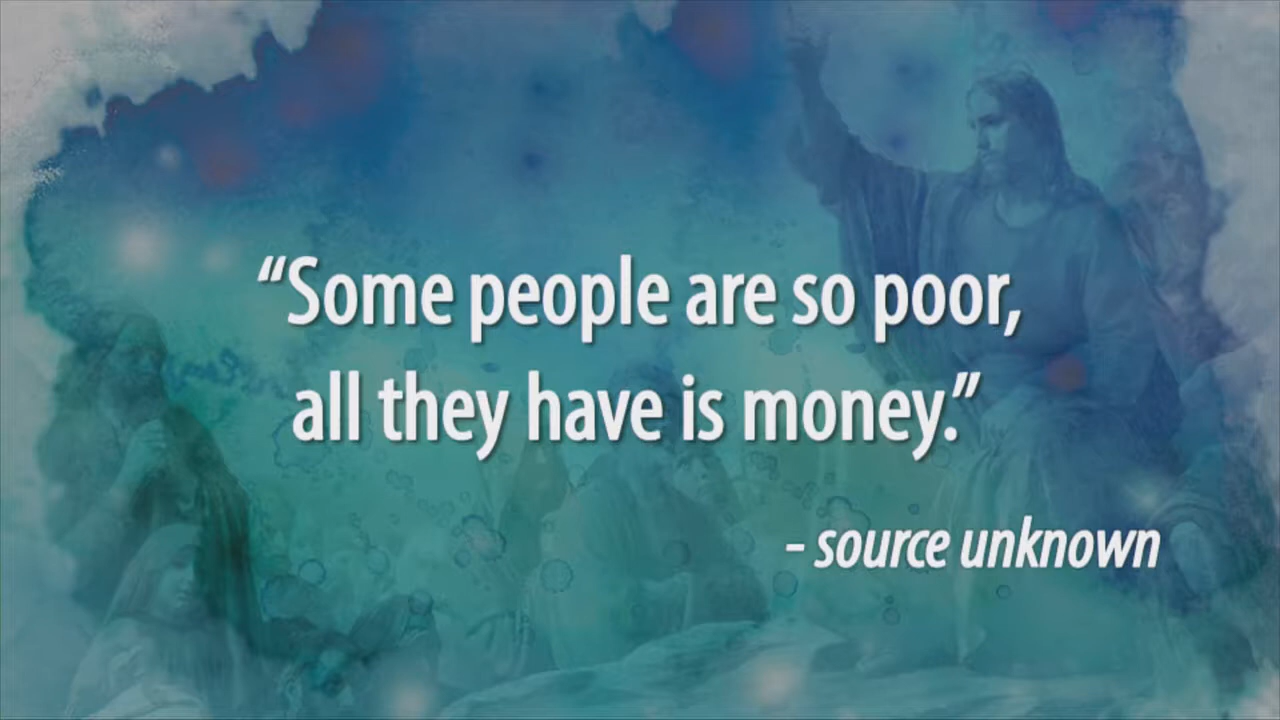 “Some people are so poor,
all they have is money.”
- source unknown